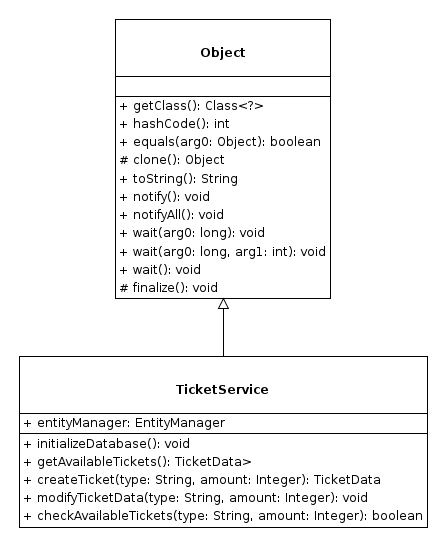 Object
+ getClass(): Class<?>
+ hashCode(): int
+ equals(arg0: Object): boolean
# clone(): Object
+ toString(): String
+ notify(): void
+ notifyAll(): void
+ wait(arg0: long): void
+ wait(arg0: long, arg1: int): void
+ wait(): void
# finalize(): void
TicketService
+ entityManager: EntityManager
+ initializeDatabase(): void
+ getAvailableTickets(): TicketData>
+ createTicket(type: String, amount: Integer): TicketData
+ modifyTicketData(type: String, amount: Integer): void
+ checkAvailableTickets(type: String, amount: Integer): boolean